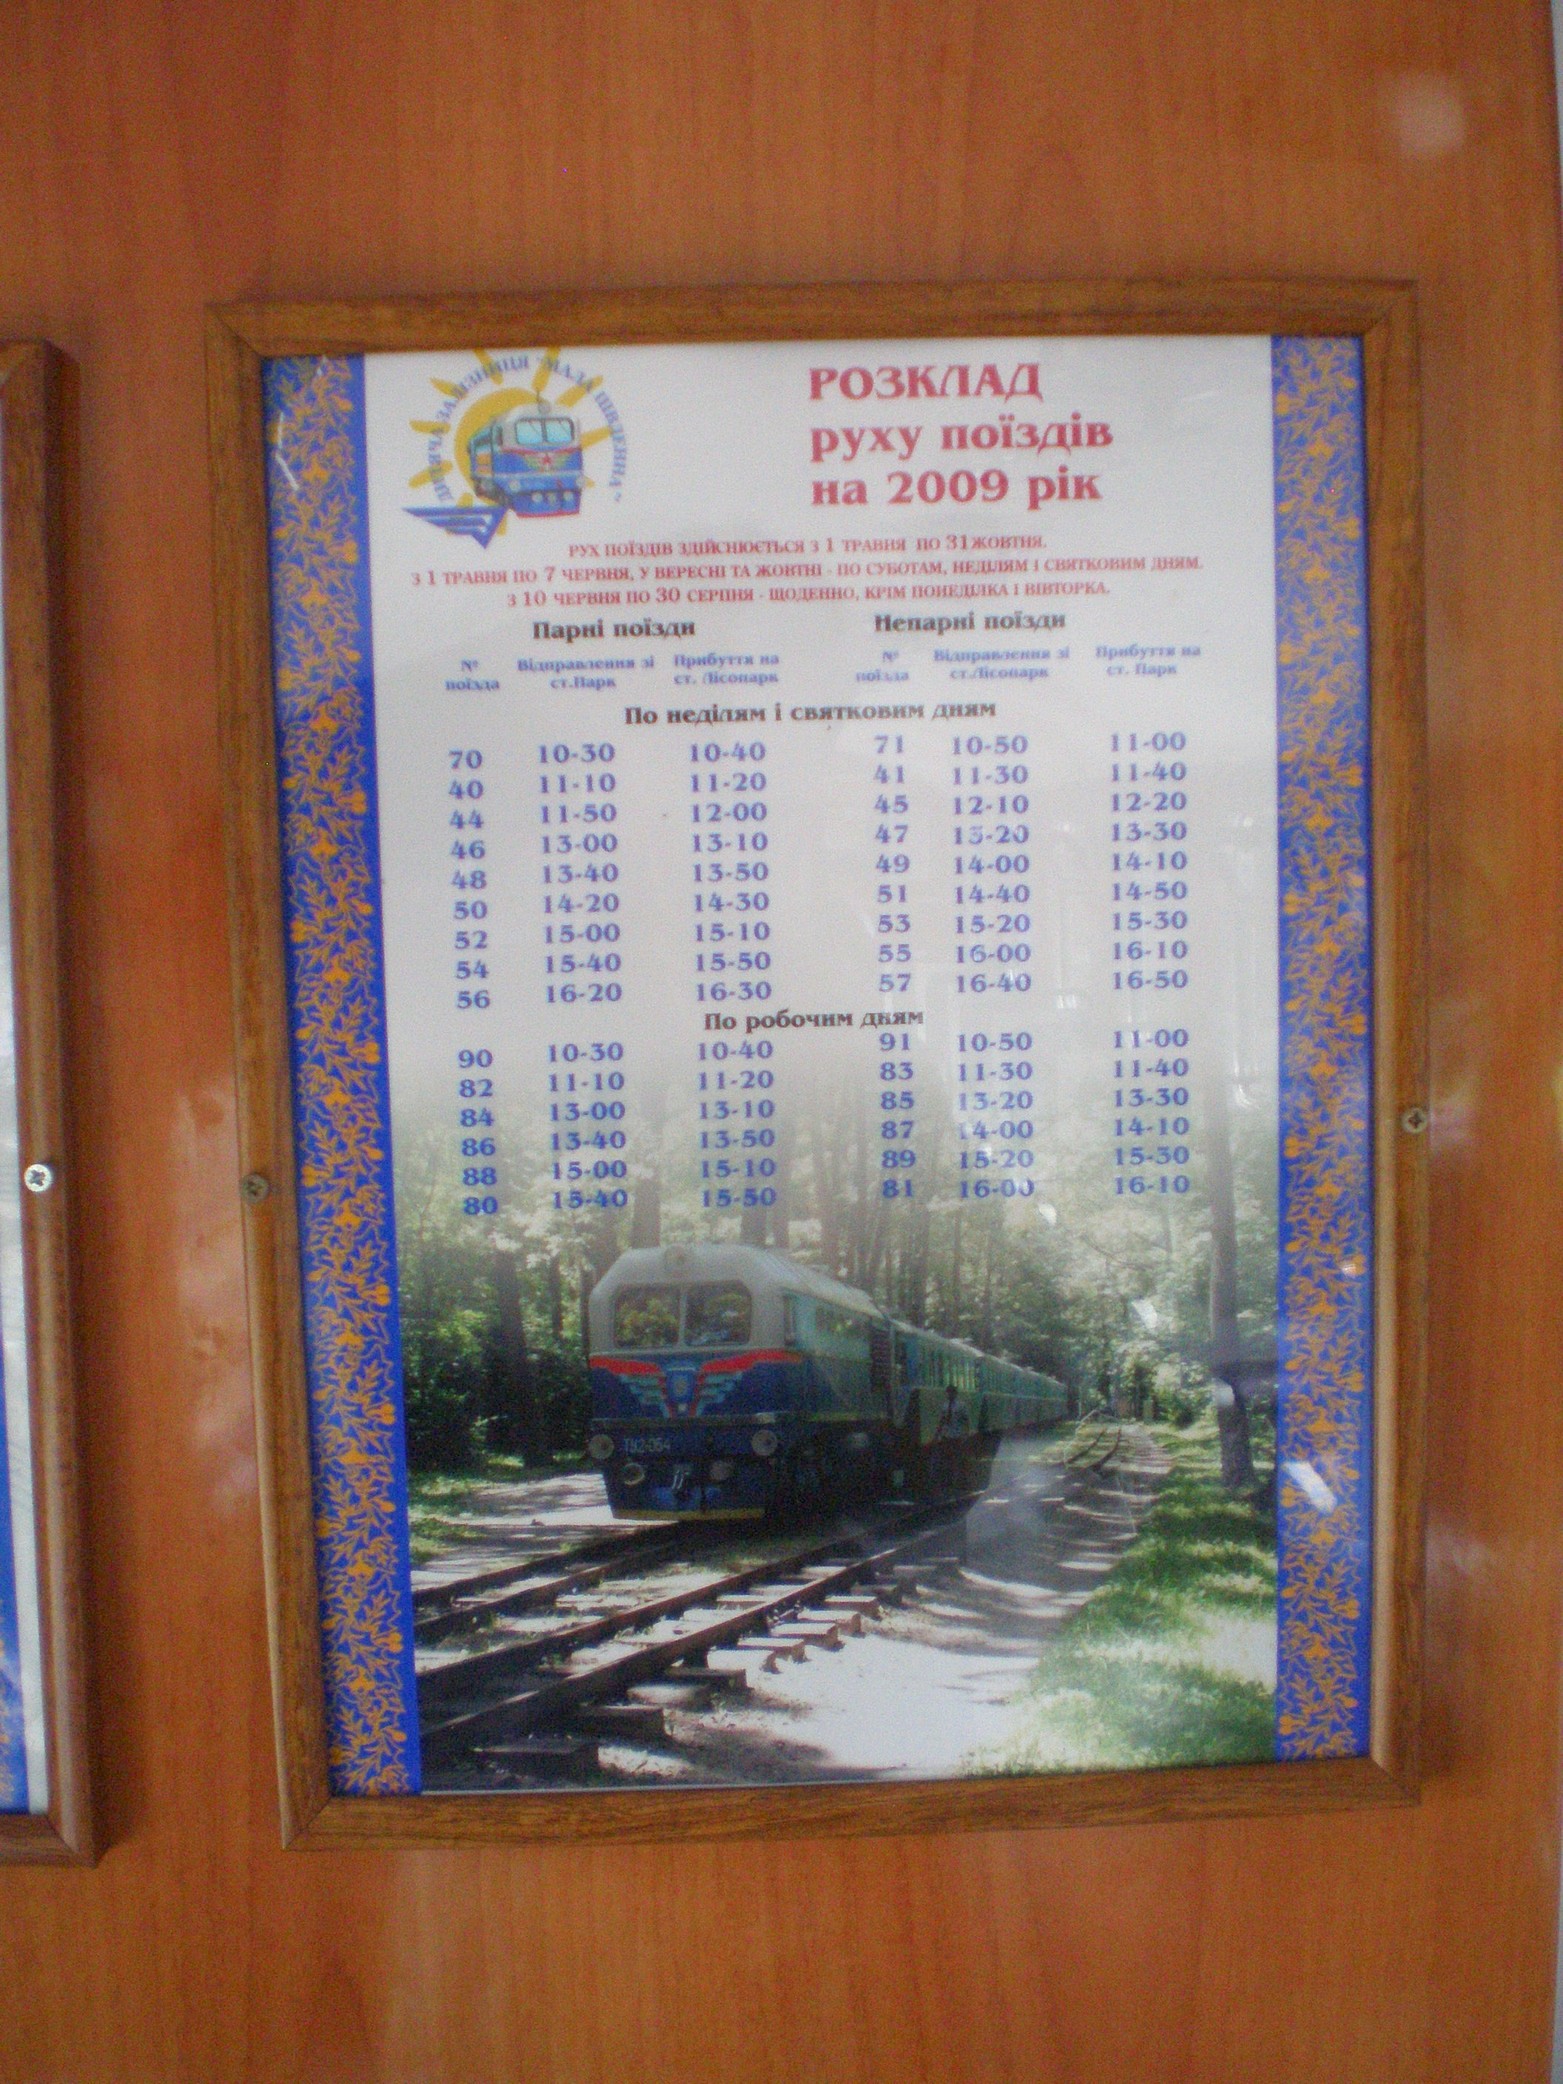 ДИТЯЧА ЗАЛІЗНИЦЯ "МАЛА ПІВДЕННА"
РОЗКЛАД
руху поїздів
на 2009 рік
РУХ ПОЇЗДІВ ЗДІЙСНЮЄТЬСЯ З 1 ТРАВНЯ ПО 31 ЖОВТНЯ.
З 1 ТРАВНЯ ПО 7 ЧЕРВНЯ, У ВЕРЕСНІ ТА ЖОВТНІ - ПО СУБОТАМ, НЕДІЛЯМ І СВЯТКОВИМ ДНЯМ.
З 10 ЧЕРВНЯ ПО 30 СЕРПНЯ - ЩОДЕННО, КРІМ ПОНЕДІЛКА І ВІВТОРКА.
Парні поїзди Непарні поїзди
№ Відправлення зі Прибуття на № Відправлення зі Прибуття на
поїзда ст.Парк ст. Лісопарк поїзда ст.Лісопарк ст. Парк
По неділям і святковим дням
70 10-30 10-40 71 10-50 11-00
40 11-10 11-20 41 11-30 11-40
44 11-50 12-00 45 12-10 12-20
46 13-00 13-10 47 13-20 13-30
48 13-40 13-50 49 14-00 14-10
50 14-20 14-30 51 14-40 14-50
52 15-00 15-10 53 15-20 15-30
54 15-40 15-50 55 16-00 16-10
56 16-20 16-30 57 16-40 16-50
По робочим дням
90 10-30 10-40 91 10-50 11-00
82 11-10 11-20 83 11-30 11-40
84 13-00 13-10 85 13-20 13-30
86 13-40 13-50 87 14-00 14-10
88 15-00 15-10 89 15-20 15-30
80 15-40 15-50 81 16-00 16-10
ТУ2-054